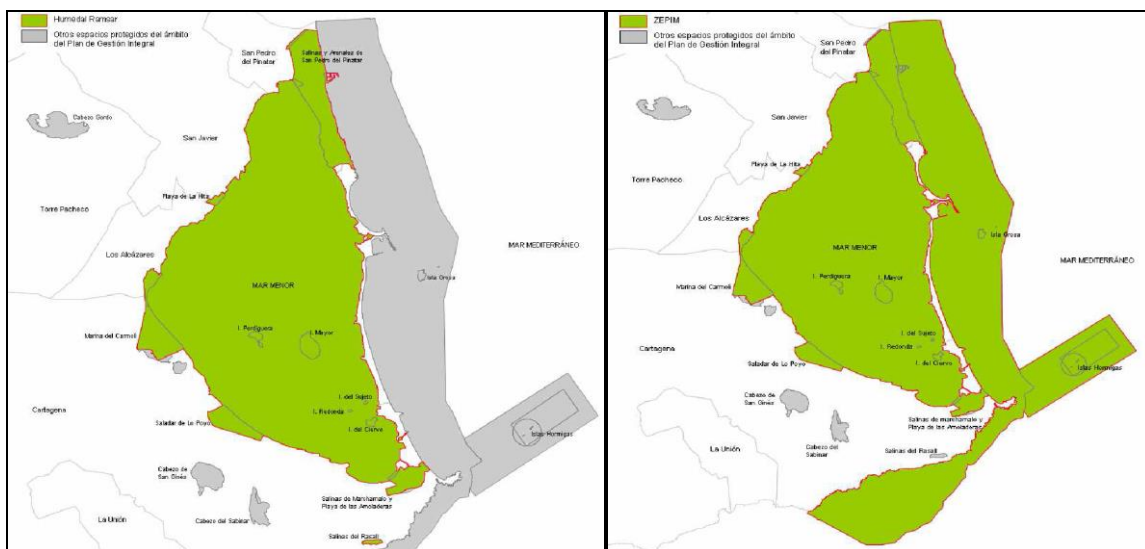 Humedal Ramsar
Otros espacios protegidos del ámbito
del Plan de Gestión Integral
San Pedro
del Pinatar
Salinas y Arenales de
San Pedro del Pinatar
Cabezo Gordo
San Javier
Playa de La Hita
Torre Pacheco
Los Alcázares
MAR MEDITERRÁNEO
Isla Grosa
MAR MENOR
I. Perdiguera
I. Mayor
Marina del Carmolí
I. del Sujeto
I. Redonda
I. del Ciervo
Cartagena
Saladar de Lo Poyo
Islas Hormigas
Cabezo de
San Ginés
Salinas de Marchamalo y
Playa de las Amoladeras
La Unión
Cabezo del Sabinar
Salinas del Rasall
ZEPIM
Otros espacios protegidos del ámbito
del Plan de Gestión Integral
San Pedro
del Pinatar
Cabezo Gordo
San Javier
Playa de La Hita
Torre Pacheco
Los Alcázares
Isla Grosa
MAR MENOR
MAR MEDITERRÁNEO
I. Perdiguera
I. Mayor
Marina del Carmolí
I. del Sujeto
I. Redonda
I. del Ciervo
Cartagena
Saladar de Lo Poyo
Islas Hormigas
Cabezo de
San Ginés
Salinas de marchamalo y
Playa de las Amoladeras
Cabezo del
Sabinar
Salinas del Rasall
La Unión